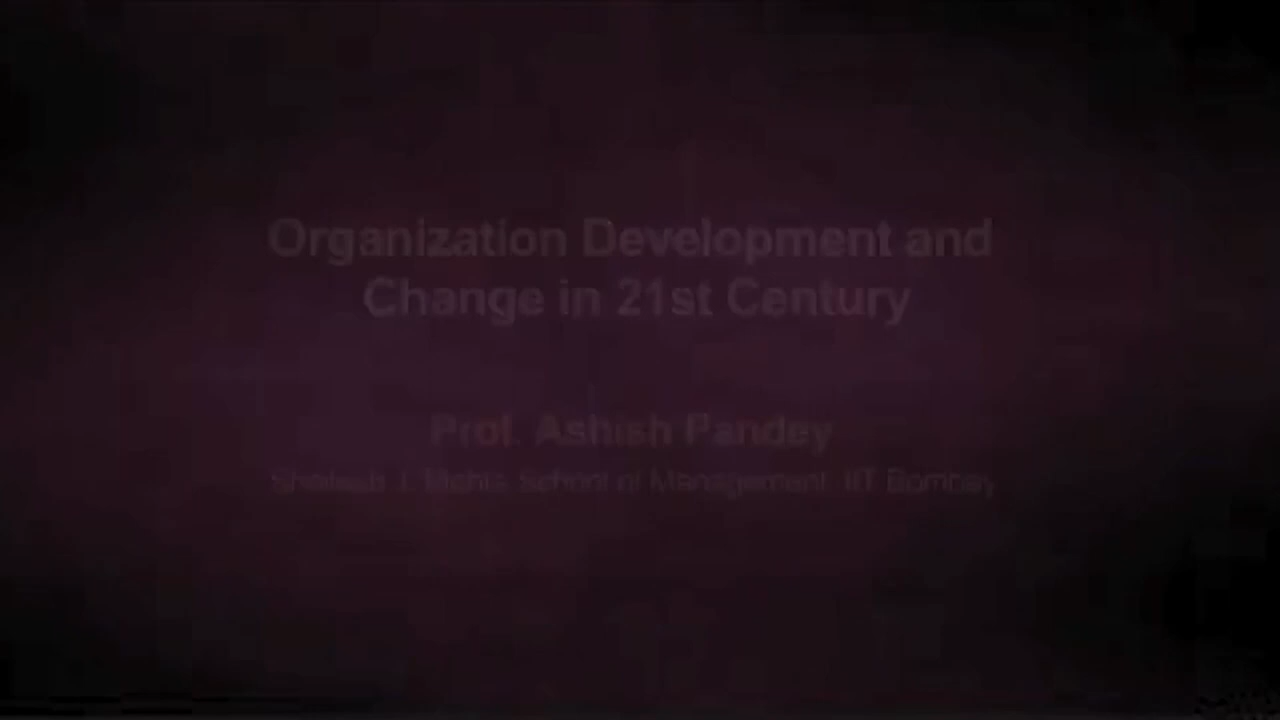 Organization Development and
Change in 21st Century
Prof. Ashish Pandey
Shailesh J. Mehta School of Management, IIT Bombay